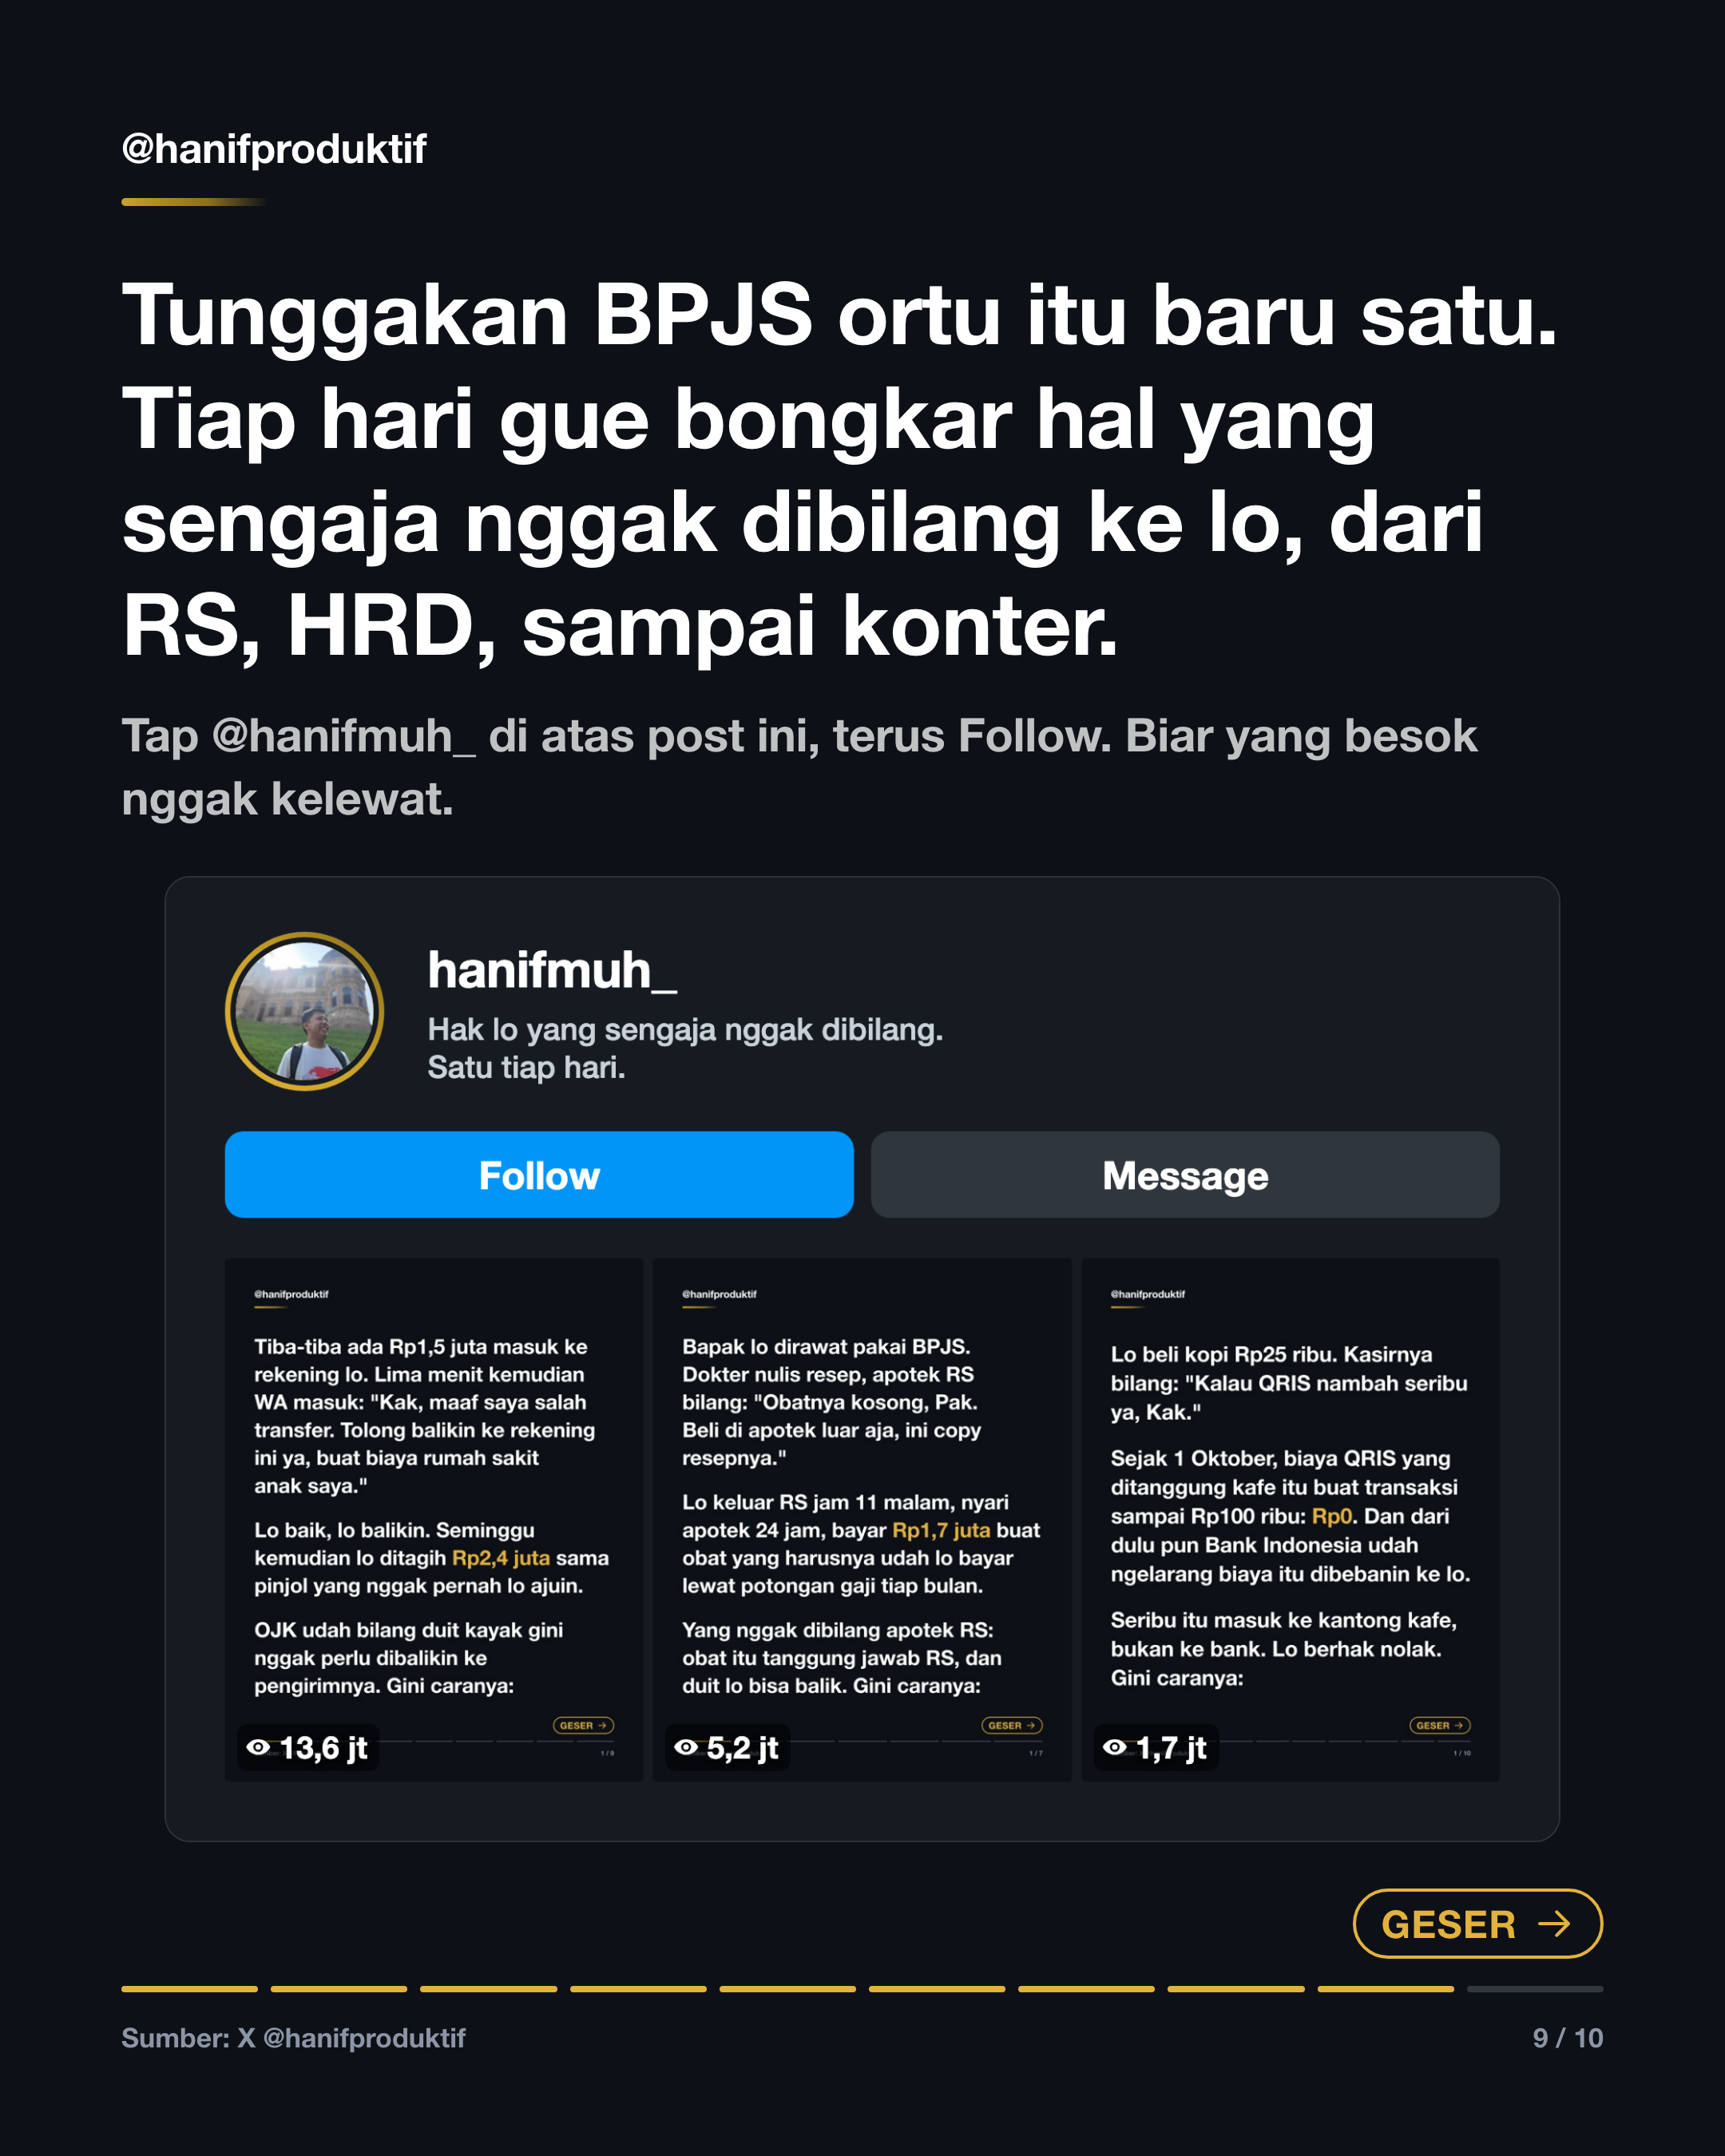 @hanifproduktif
Tunggakan BPJS ortu itu baru satu.
Tiap hari gue bongkar hal yang
sengaja nggak dibilang ke lo, dari
RS, HRD, sampai konter.
Tap @hanifmuh_ di atas post ini, terus Follow. Biar yang besok
nggak kelewat.
hanifmuh_
Hak lo yang sengaja nggak dibilang.
Satu tiap hari.
Follow
Message
@hanifproduktif
Tiba-tiba ada Rp1,5 juta masuk ke
rekening lo. Lima menit kemudian
WA masuk: "Kak, maaf saya salah
transfer. Tolong balikin ke rekening
ini ya, buat biaya rumah sakit
anak saya."
Lo baik, lo balikin. Seminggu
kemudian lo ditagih Rp2,4 juta sama
pinjol yang nggak pernah lo ajuin.
OJK udah bilang duit kayak gini
nggak perlu dibalikin ke
pengirimnya. Gini caranya:
GESER →
13,6 jt
1 / 8
@hanifproduktif
Bapak lo dirawat pakai BPJS.
Dokter nulis resep, apotek RS
bilang: "Obatnya kosong, Pak.
Beli di apotek luar aja, ini copy
resepnya."
Lo keluar RS jam 11 malam, nyari
apotek 24 jam, bayar Rp1,7 juta buat
obat yang harusnya udah lo bayar
lewat potongan gaji tiap bulan.
Yang nggak dibilang apotek RS:
obat itu tanggung jawab RS, dan
duit lo bisa balik. Gini caranya:
GESER →
5,2 jt
1 / 7
@hanifproduktif
Lo beli kopi Rp25 ribu. Kasirnya
bilang: "Kalau QRIS nambah seribu
ya, Kak."
Sejak 1 Oktober, biaya QRIS yang
ditanggung kafe itu buat transaksi
sampai Rp100 ribu: Rp0. Dan dari
dulu pun Bank Indonesia udah
ngelarang biaya itu dibebanin ke lo.
Seribu itu masuk ke kantong kafe,
bukan ke bank. Lo berhak nolak.
Gini caranya:
GESER →
1,7 jt
1 / 10
GESER →
Sumber: X @hanifproduktif
9 / 10